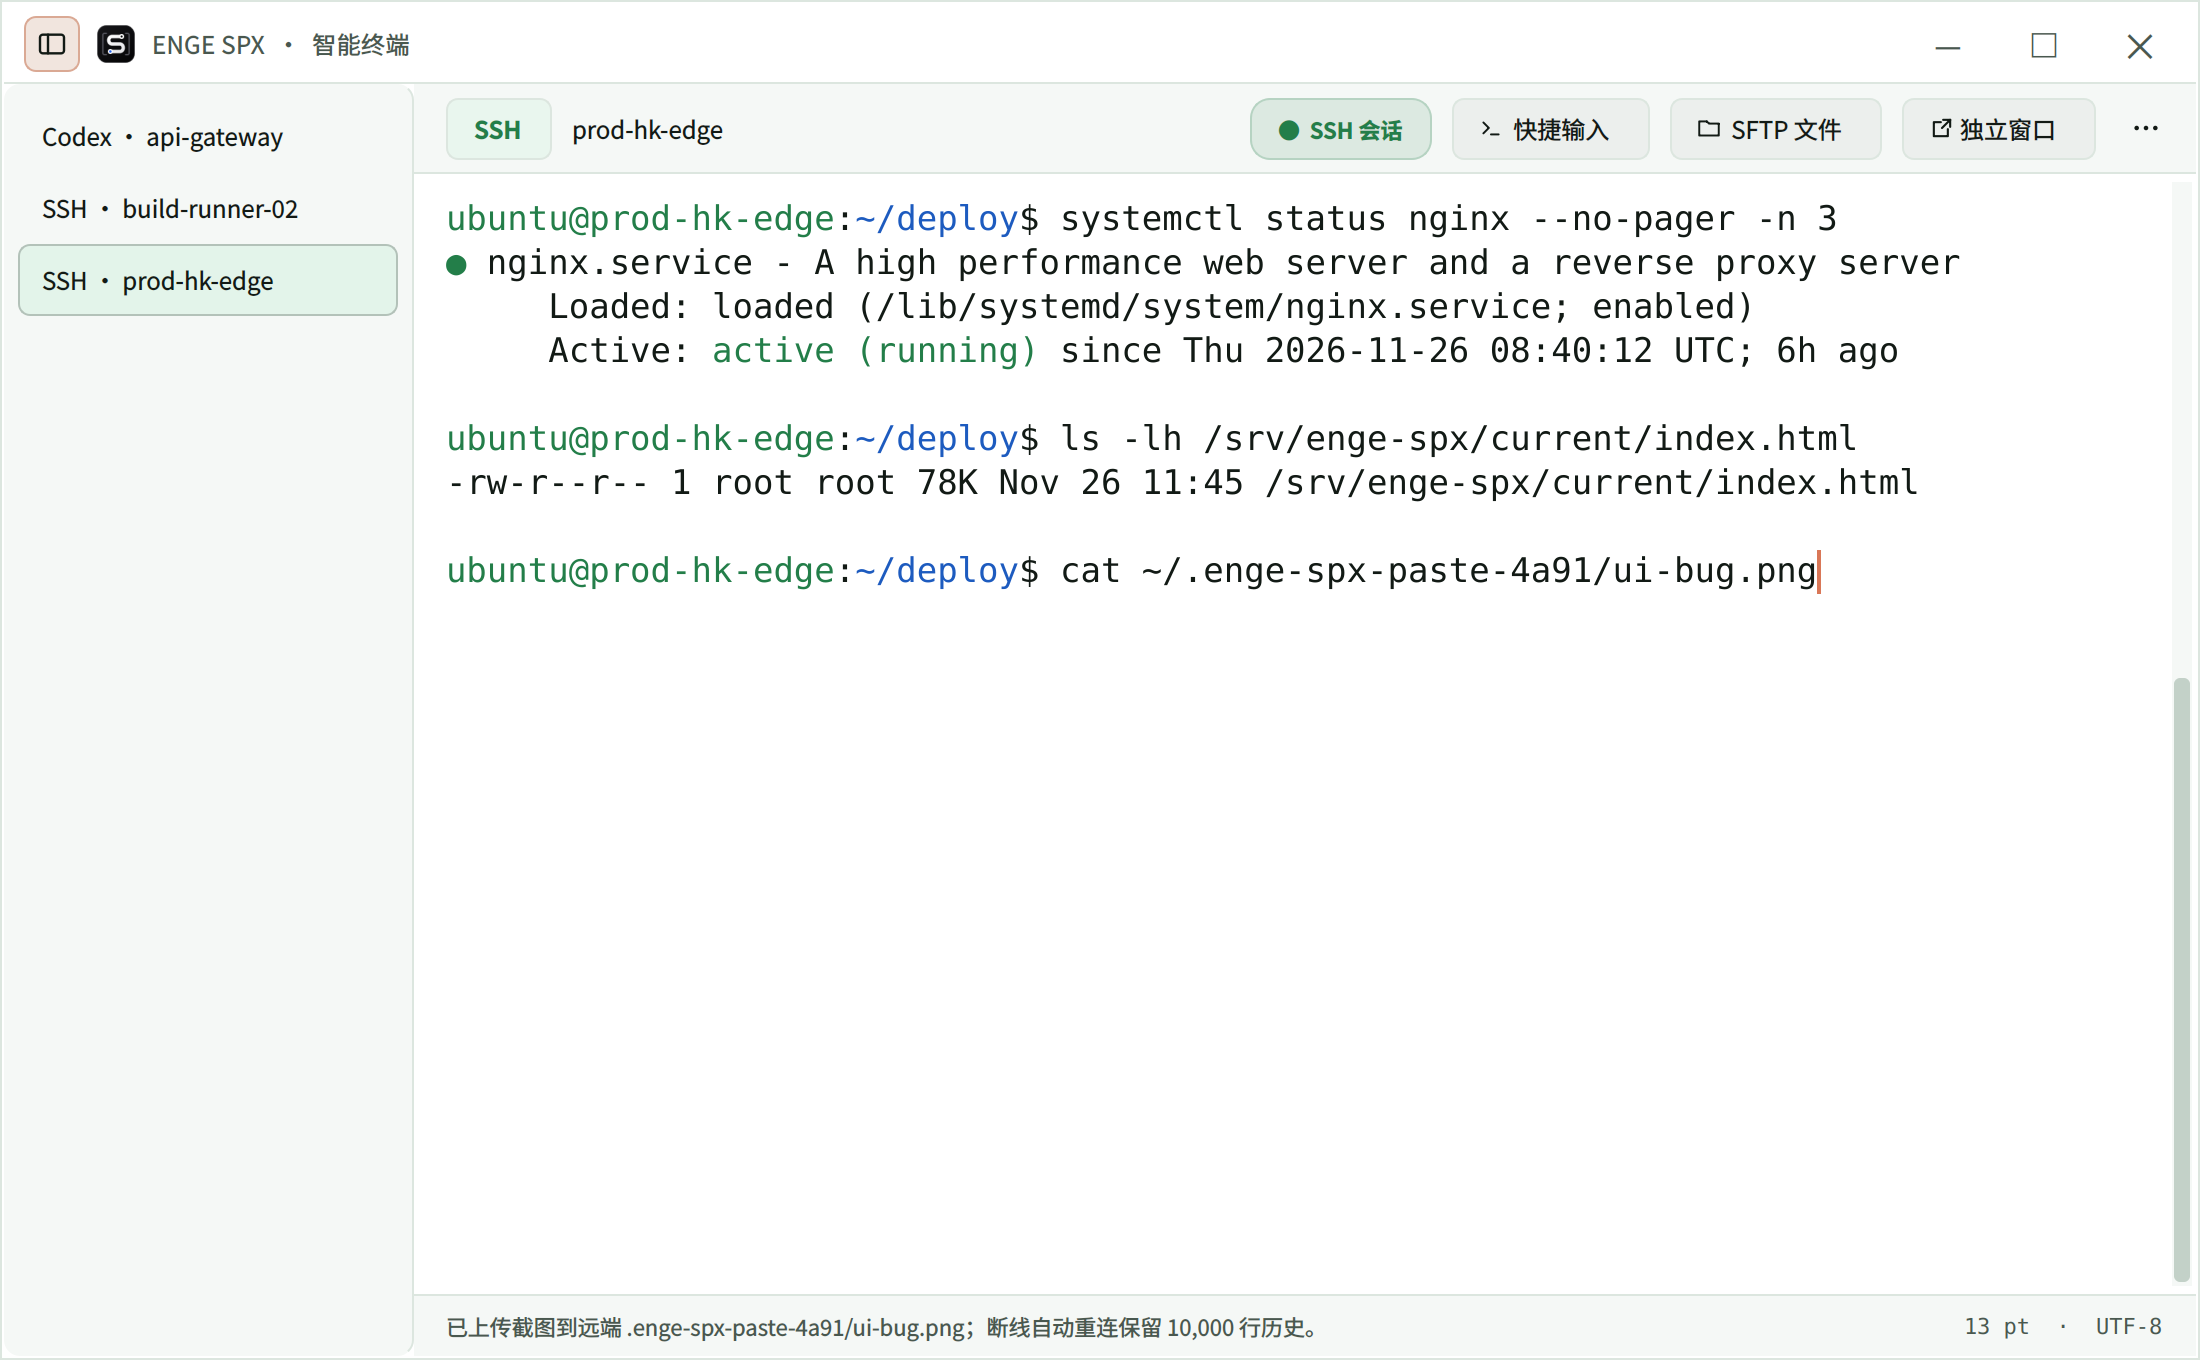 ENGE SPX · 智能终端
Codex · api-gateway
SSH · build-runner-02
SSH · prod-hk-edge
SSH prod-hk-edge SSH 会话 快捷输入 SFTP 文件 独立窗口
ubuntu@prod-hk-edge:~/deploy$ systemctl status nginx --no-pager -n 3
● nginx.service - A high performance web server and a reverse proxy server
Loaded: loaded (/lib/systemd/system/nginx.service; enabled)
Active: active (running) since Thu 2026-11-26 08:40:12 UTC; 6h ago
ubuntu@prod-hk-edge:~/deploy$ ls -lh /srv/enge-spx/current/index.html
-rw-r--r-- 1 root root 78K Nov 26 11:45 /srv/enge-spx/current/index.html
ubuntu@prod-hk-edge:~/deploy$ cat ~/.enge-spx-paste-4a91/ui-bug.png
已上传截图到远端 .enge-spx-paste-4a91/ui-bug.png；断线自动重连保留 10,000 行历史。
13 pt · UTF-8